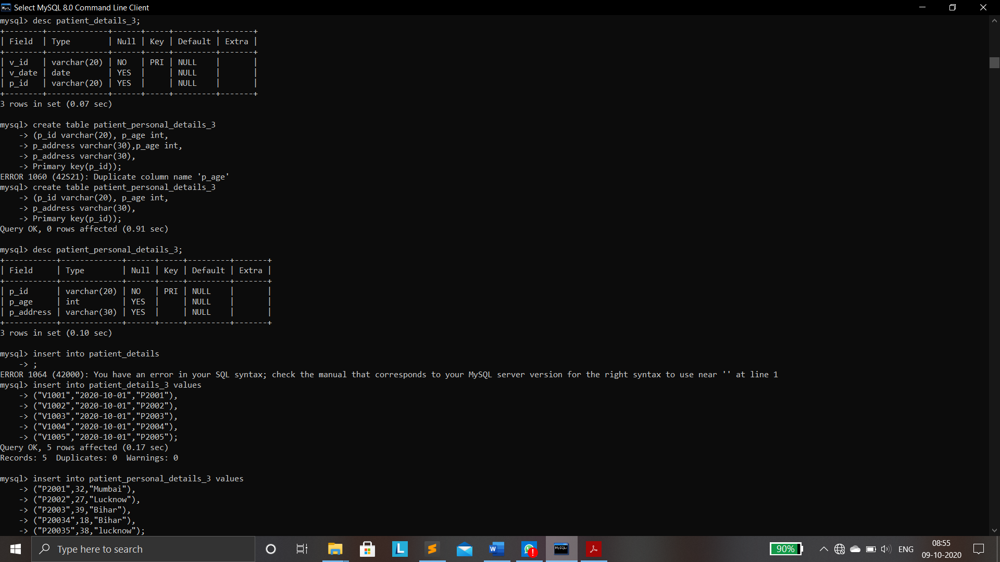 Select MySQL 8.0 Command Line Client
mysql> desc patient_details_3;
+--------+-------------+------+-----+---------+-------+
| Field  | Type        | Null | Key | Default | Extra |
+--------+-------------+------+-----+---------+-------+
| v_id   | varchar(20) | NO   | PRI | NULL    |       |
| v_date | date        | YES  |     | NULL    |       |
| p_id   | varchar(20) | YES  |     | NULL    |       |
+--------+-------------+------+-----+---------+-------+
3 rows in set (0.07 sec)
mysql> create table patient_personal_details_3
    -> (p_id varchar(20), p_age int,
    -> p_address varchar(30),p_age int,
    -> p_address varchar(30),
    -> Primary key(p_id));
ERROR 1060 (42S21): Duplicate column name 'p_age'
mysql> create table patient_personal_details_3
    -> (p_id varchar(20), p_age int,
    -> p_address varchar(30),
    -> Primary key(p_id));
Query OK, 0 rows affected (0.91 sec)
mysql> desc patient_personal_details_3;
+-----------+-------------+------+-----+---------+-------+
| Field     | Type        | Null | Key | Default | Extra |
+-----------+-------------+------+-----+---------+-------+
| p_id      | varchar(20) | NO   | PRI | NULL    |       |
| p_age     | int         | YES  |     | NULL    |       |
| p_address | varchar(30) | YES  |     | NULL    |       |
+-----------+-------------+------+-----+---------+-------+
3 rows in set (0.10 sec)
mysql> insert into patient_details
    -> ;
ERROR 1064 (42000): You have an error in your SQL syntax; check the manual that corresponds to your MySQL server version for the right syntax to use near '' at line 1
mysql> insert into patient_details_3 values
    -> ("V1001","2020-10-01","P2001"),
    -> ("V1002","2020-10-01","P2002"),
    -> ("V1003","2020-10-01","P2003"),
    -> ("V1004","2020-10-01","P2004"),
    -> ("V1005","2020-10-01","P2005");
Query OK, 5 rows affected (0.17 sec)
Records: 5  Duplicates: 0  Warnings: 0
mysql> insert into patient_personal_details_3 values
    -> ("P2001",32,"Mumbai"),
    -> ("P2002",27,"Lucknow"),
    -> ("P2003",39,"Bihar"),
    -> ("P20034",18,"Bihar"),
    -> ("P20035",38,"lucknow");
Type here to search
L
S
W
MySQL
90%
ENG
08:55
09-10-2020